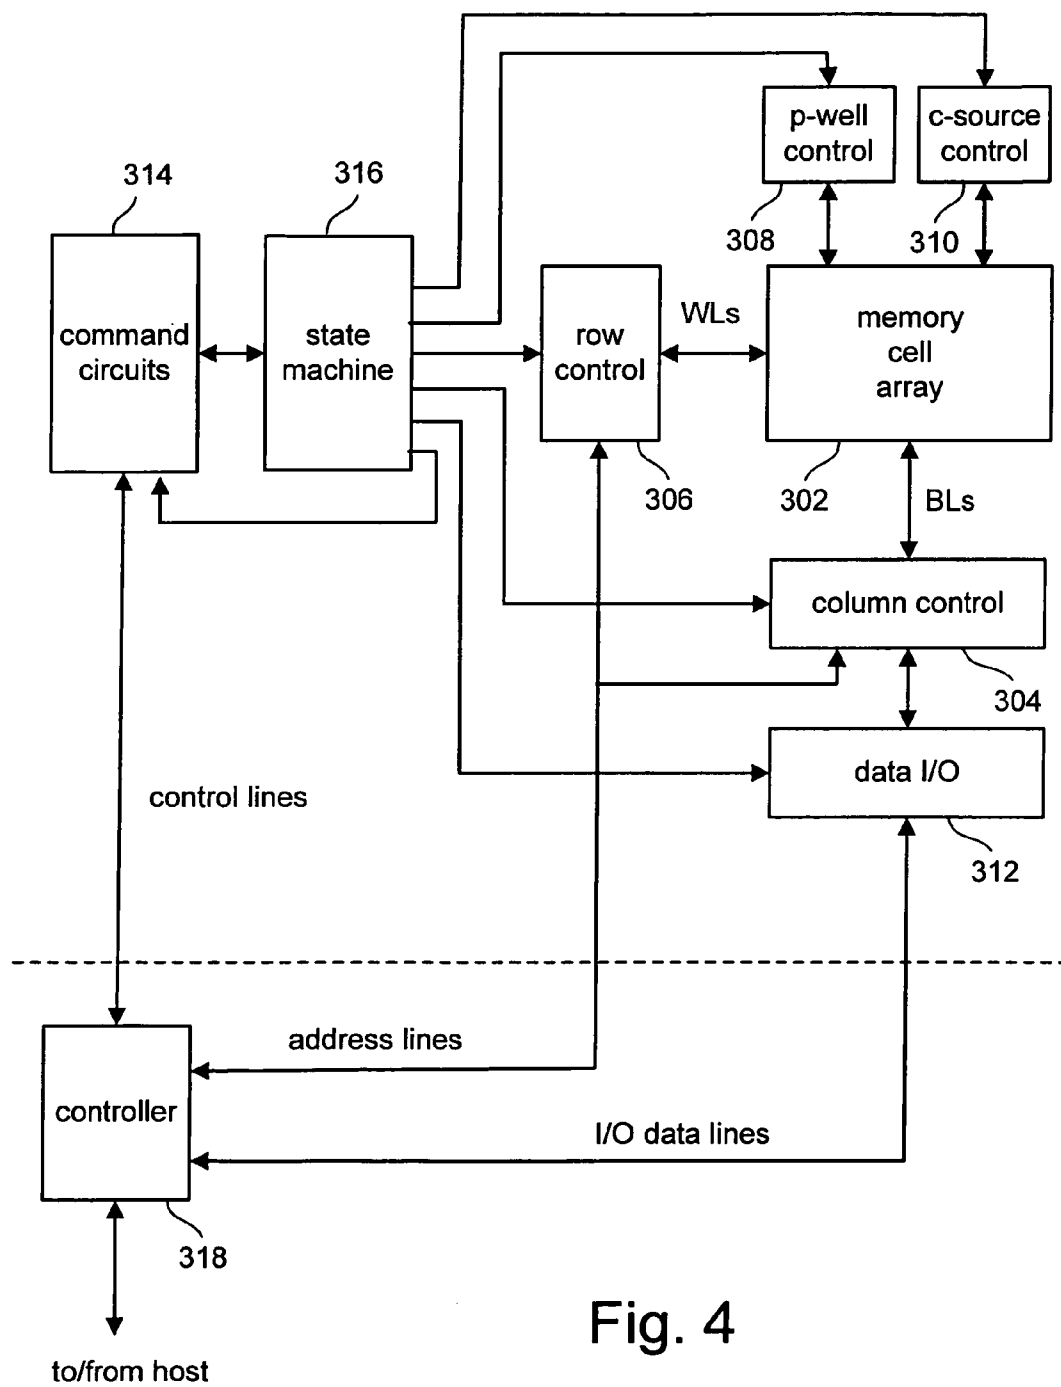 p-well
control
c-source
control
314
316
308
310
command
circuits
state
machine
row
control
WLs
memory
cell
array
306
302
BLs
column control
304
data I/O
control lines
312
address lines
controller
I/O data lines
318
Fig. 4
to/from host